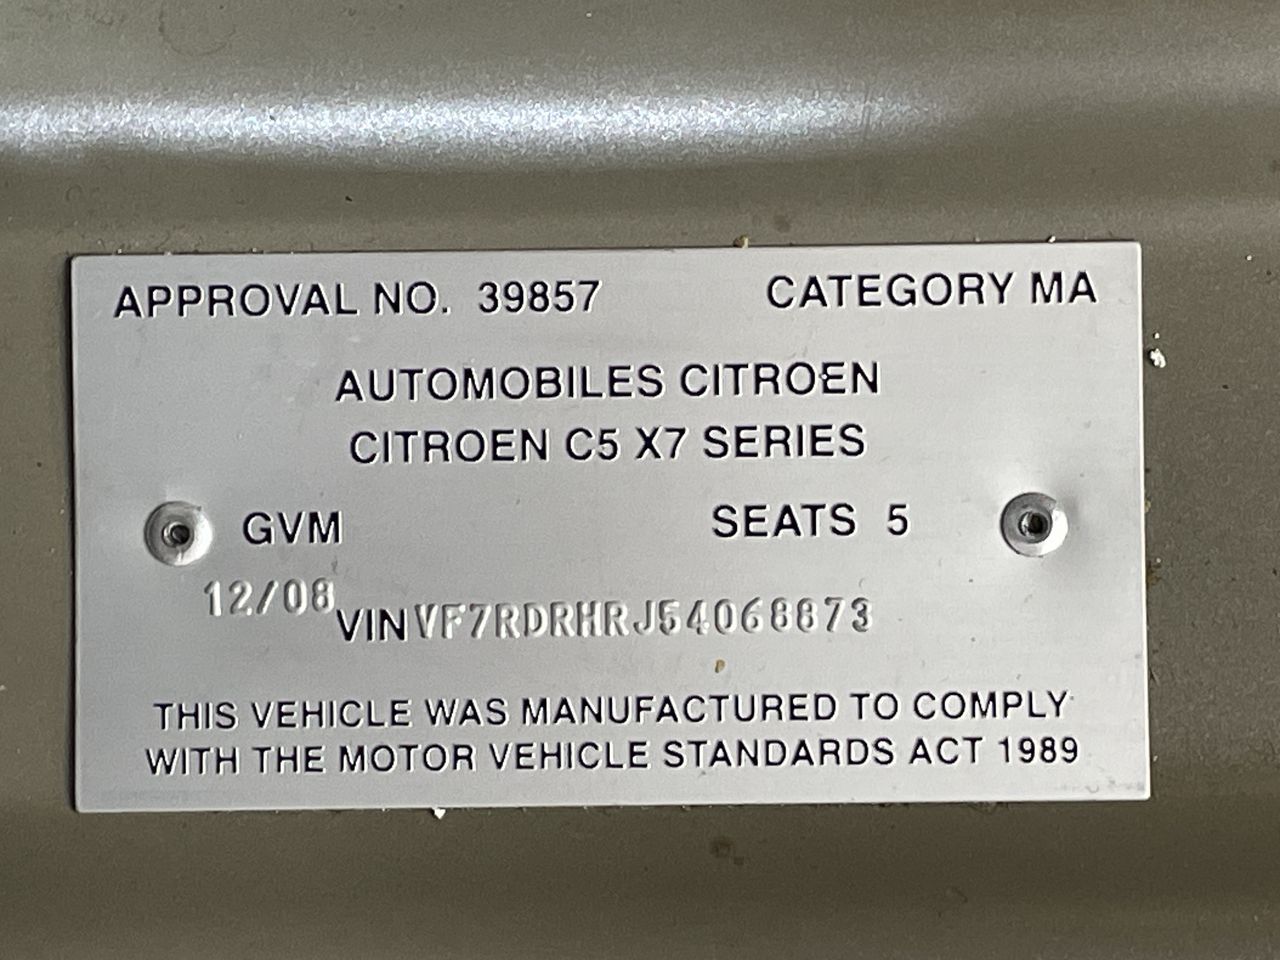 APPROVAL NO. 39857 CATEGORY MA
AUTOMOBILES CITROEN
CITROEN C5 X7 SERIES
GVM SEATS 5
12/08 VIN VF7RDRHRJ54068873
THIS VEHICLE WAS MANUFACTURED TO COMPLY
WITH THE MOTOR VEHICLE STANDARDS ACT 1989